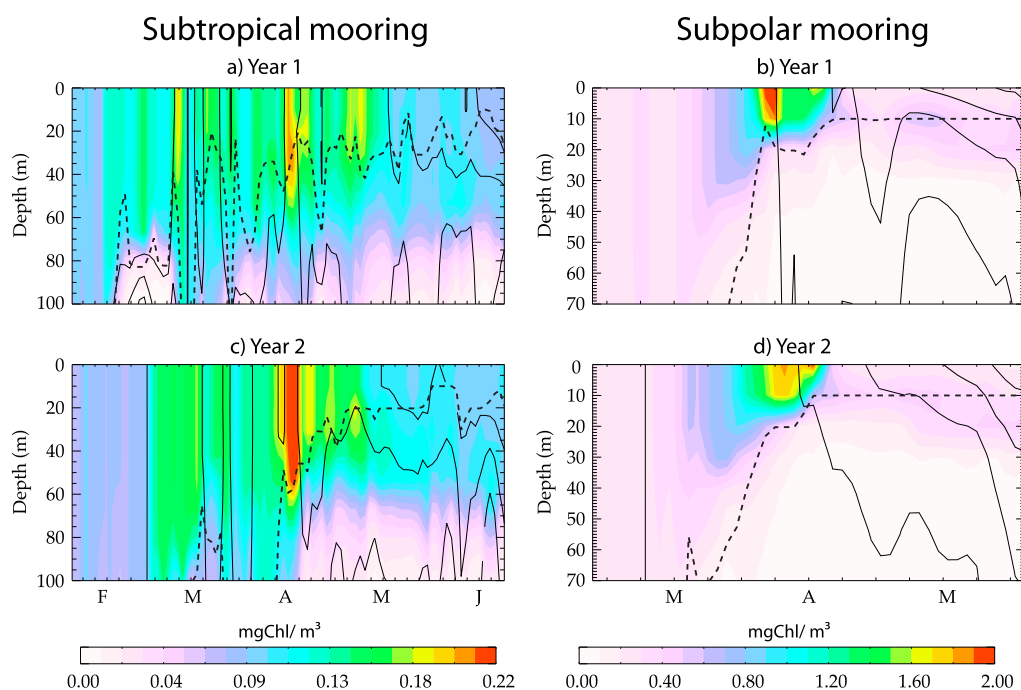 Subtropical mooring
Subpolar mooring
a) Year 1
b) Year 1
0
20
40
60
80
100
Depth (m)
0
10
20
30
40
50
60
70
Depth (m)
c) Year 2
d) Year 2
0
20
40
60
80
100
Depth (m)
F M A M J
0
10
20
30
40
50
60
70
Depth (m)
M A M
mgChl/ m³
0.00 0.04 0.09 0.13 0.18 0.22
mgChl/ m³
0.00 0.40 0.80 1.20 1.60 2.00